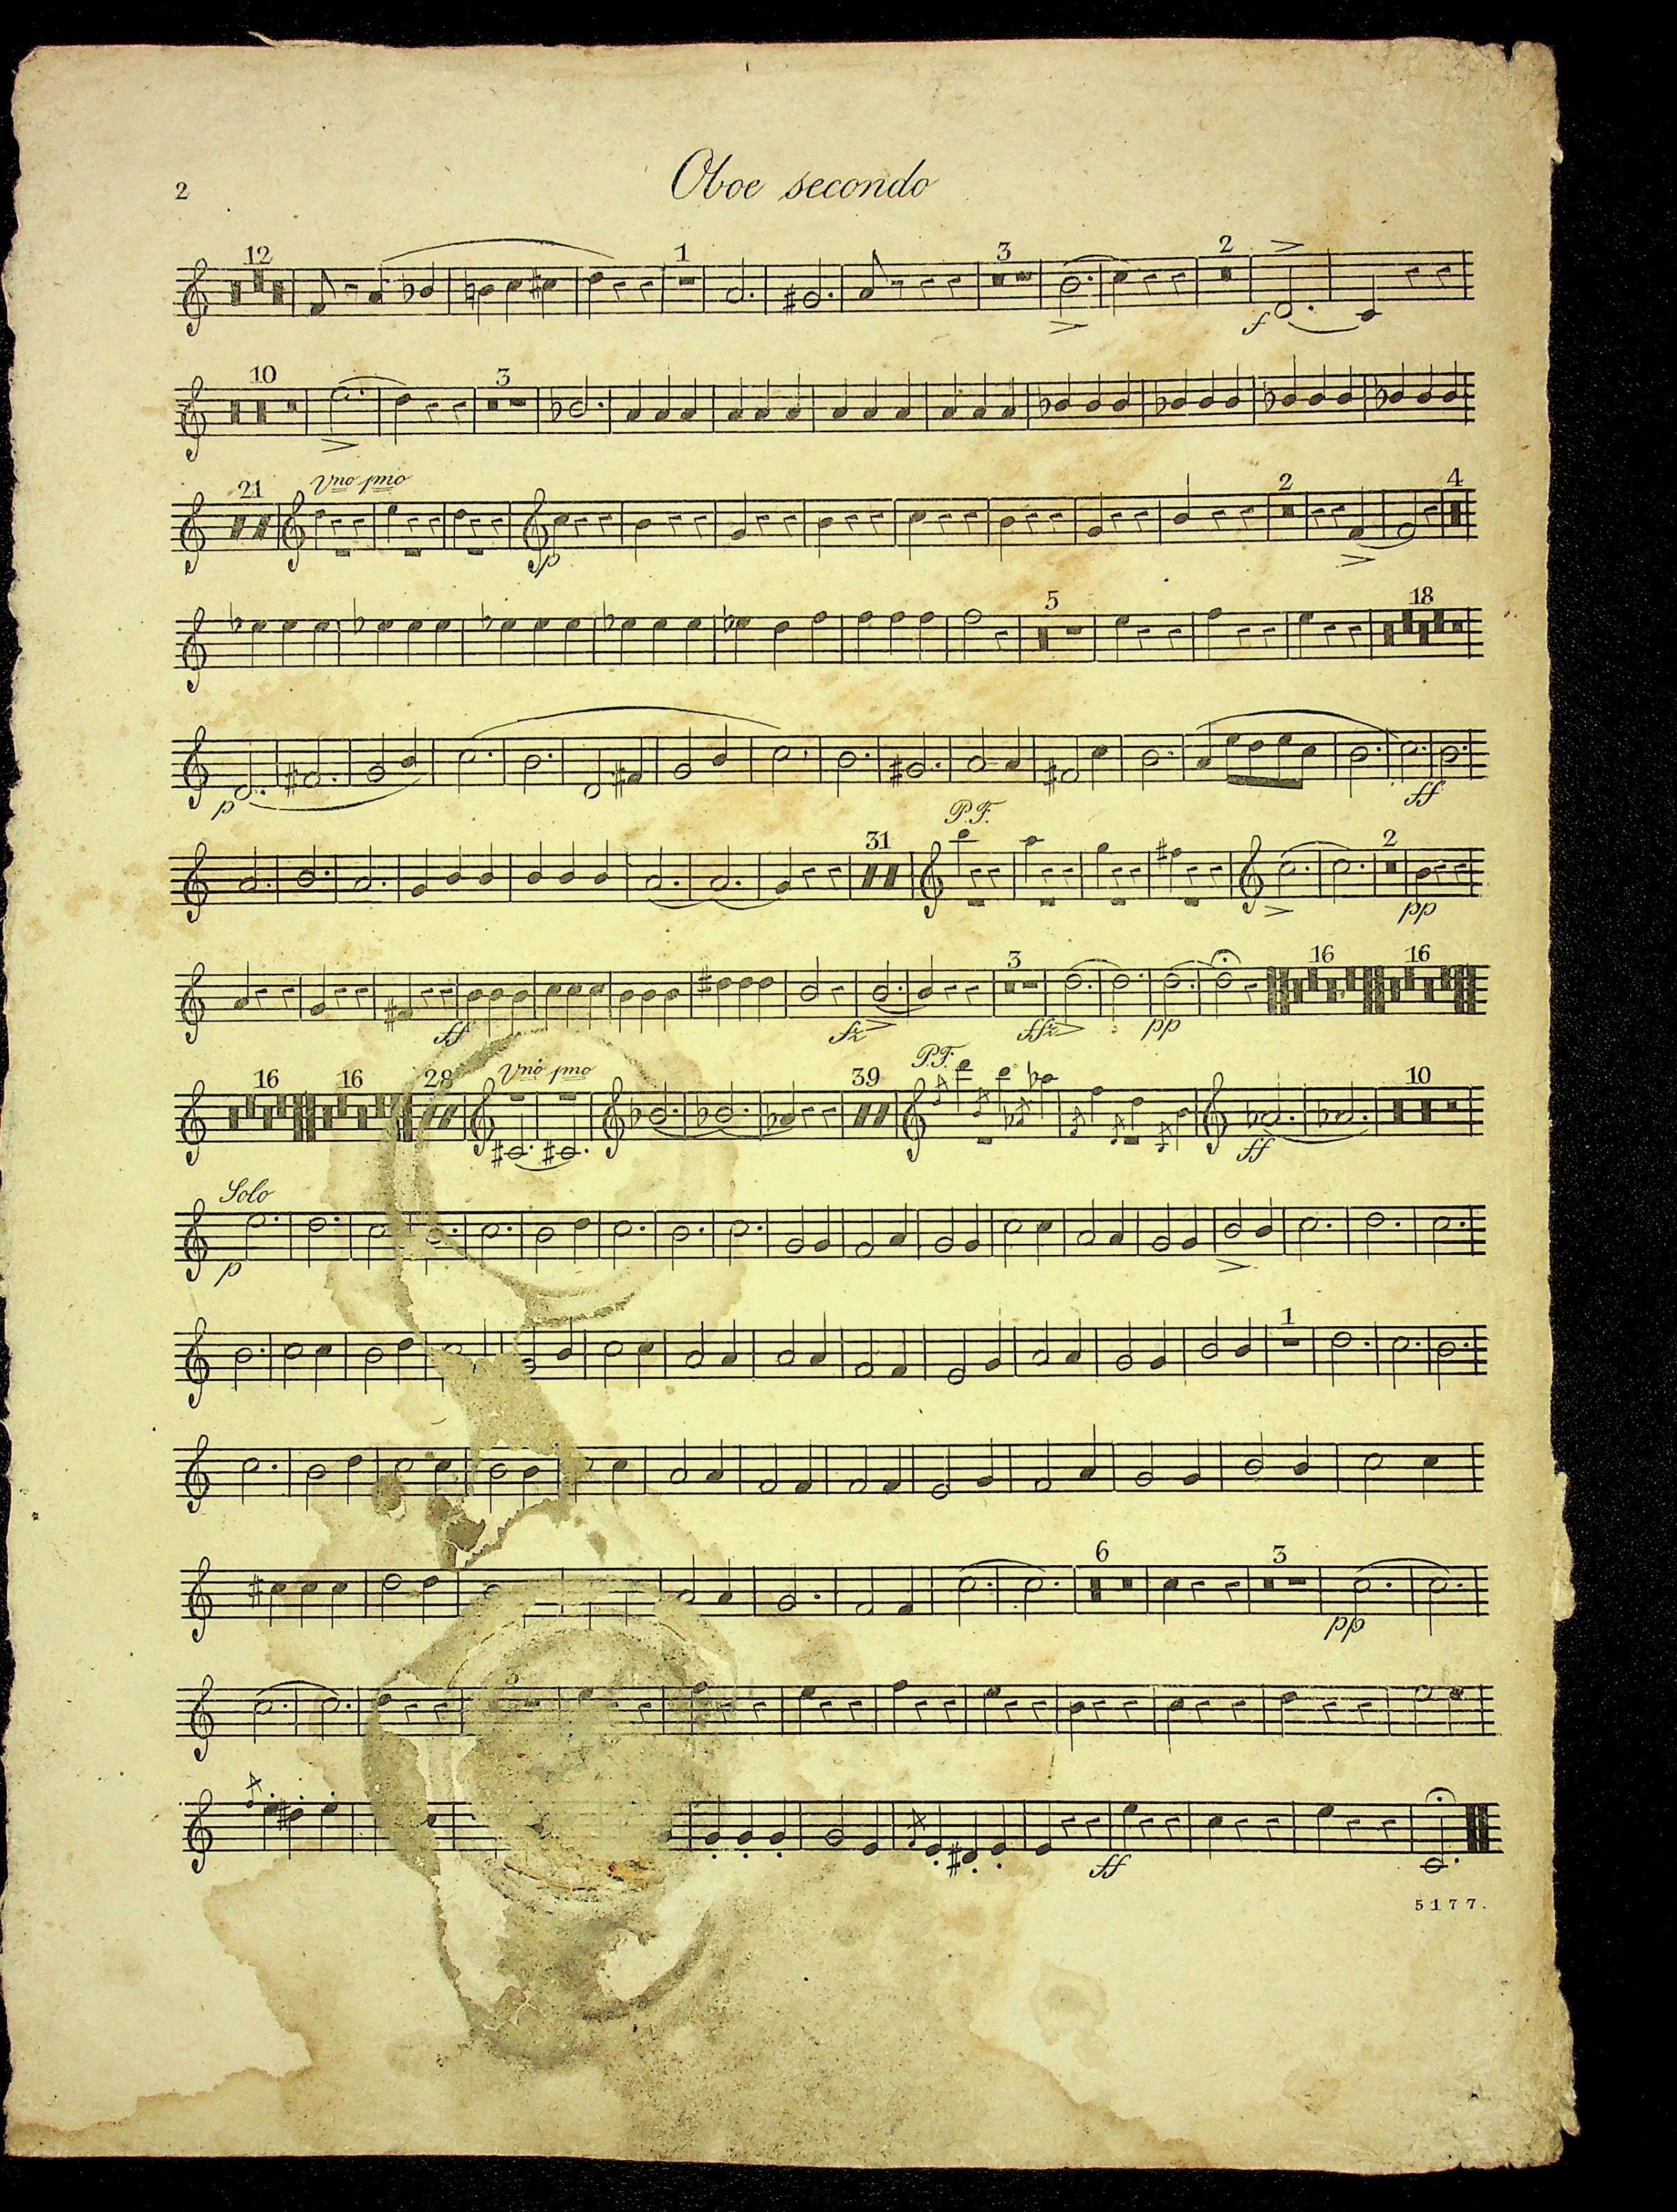 2
Oboe secondo
12 1 3 2
f
10 3
21 Vno pmo 2 4
p
5 18
p ff
P.F.
31 2
pp
3 16 16
ff fz ffz pp
16 16 28 Vno pmo 39 P.F. 10
ff
Solo
p
1
6 3
pp
ff
5177.